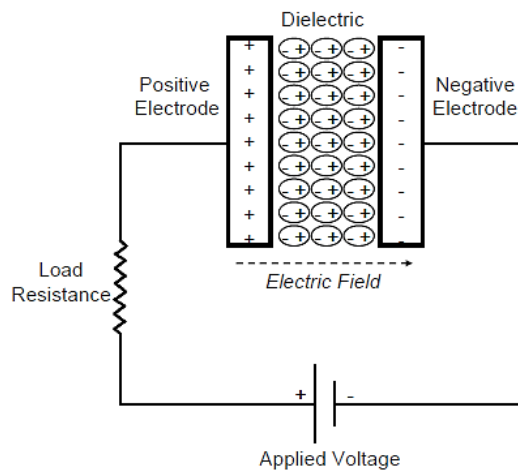 Dielectric
Positive
Electrode
Negative
Electrode
+ - + - + - + -
+ - + - + - + -
+ - + - + - + -
+ - + - + - + -
+ - + - + - + -
+ - + - + - + -
+ - + - + - + -
+ - + - + - + -
+ - + - + - + -
Electric Field
Load
Resistance
+ -
Applied Voltage